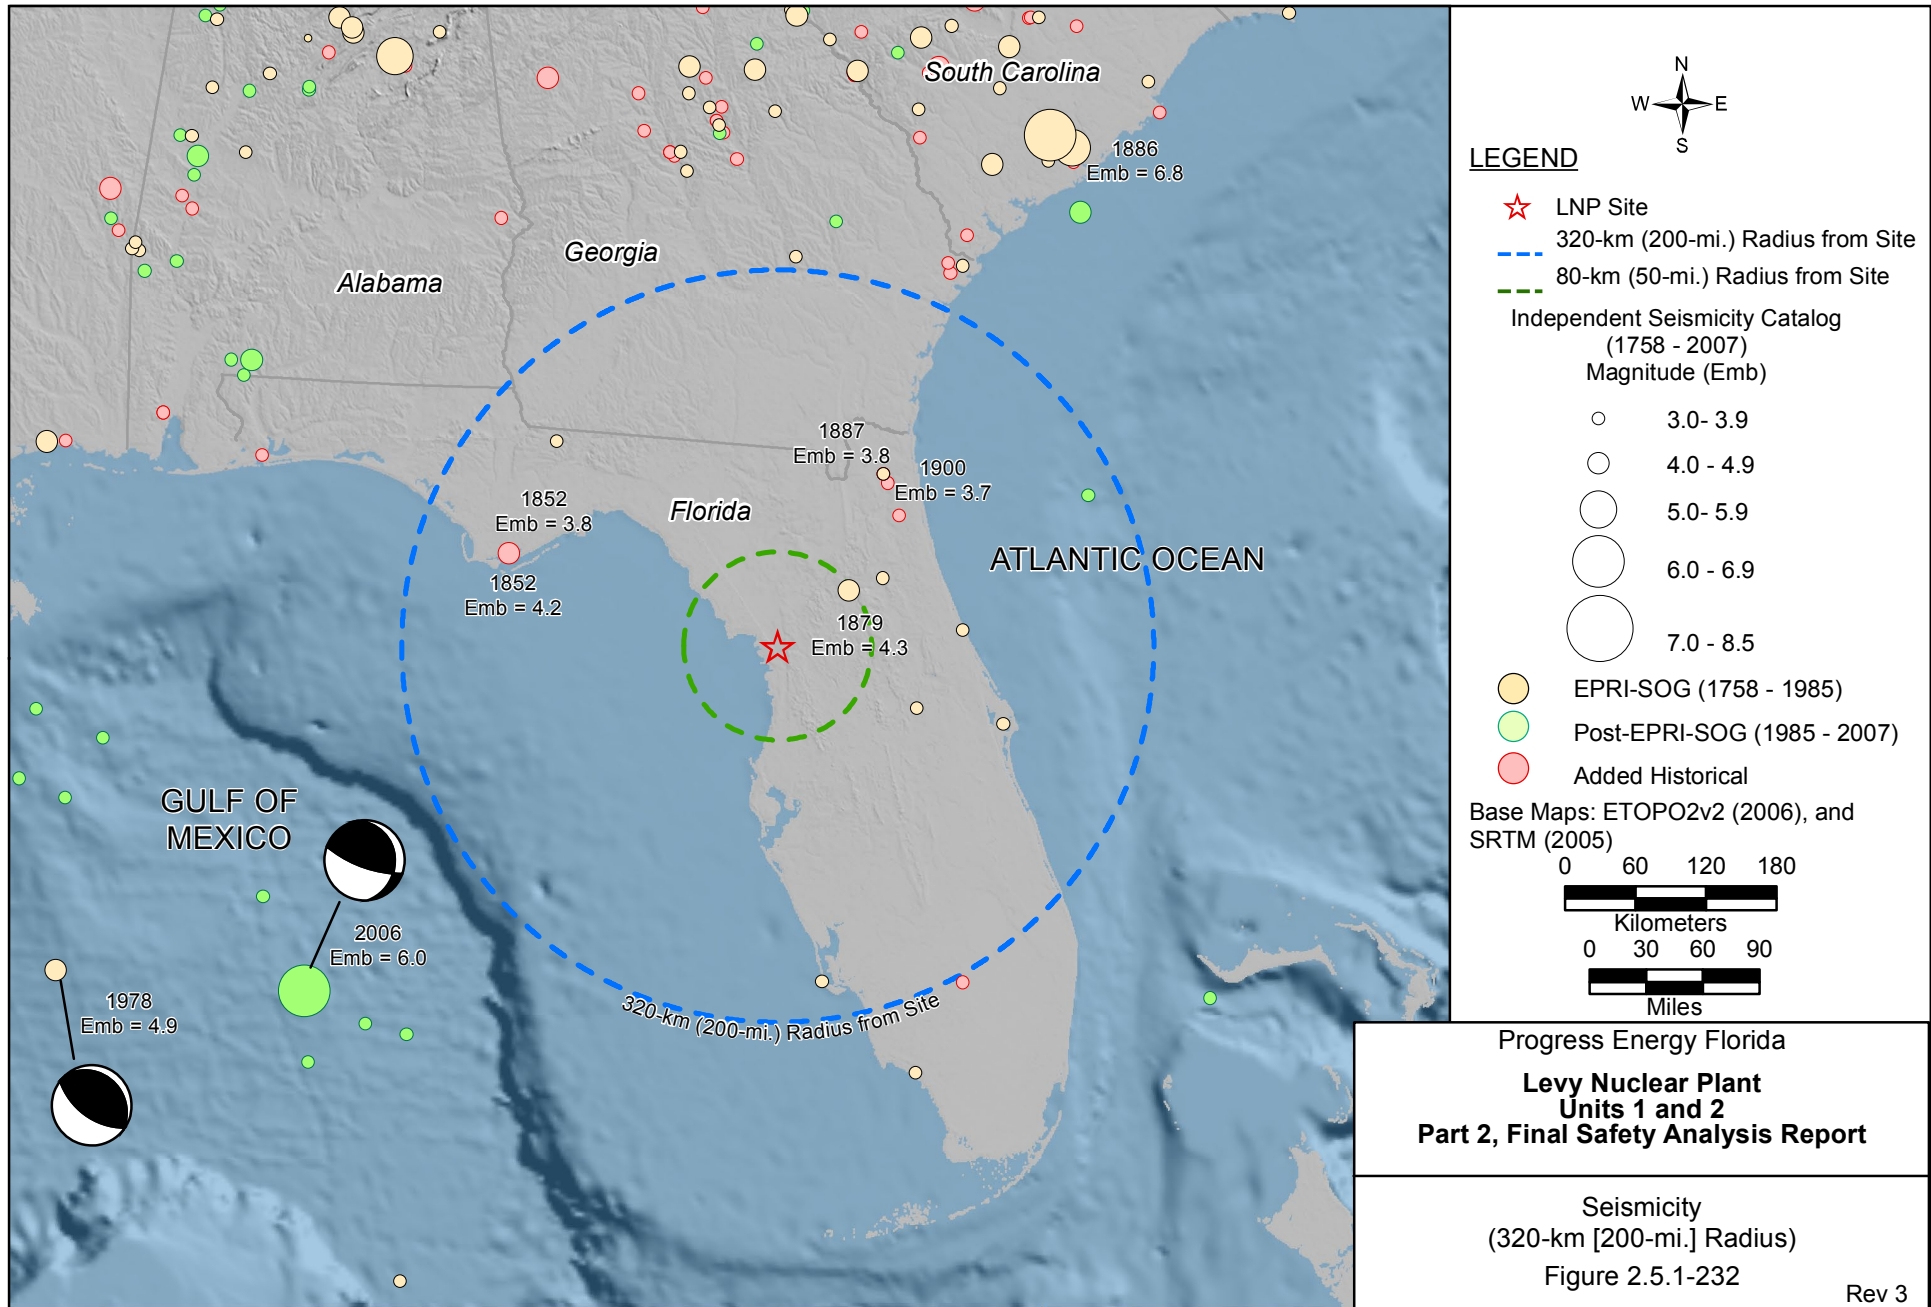 South Carolina
1886
Emb = 6.8
Georgia
Alabama
1887
Emb = 3.8
1900
Emb = 3.7
1852
Emb = 3.8
Florida
ATLANTIC OCEAN
1852
Emb = 4.2
1879
Emb = 4.3
GULF OF
MEXICO
2006
Emb = 6.0
1978
Emb = 4.9
320-km (200-mi.) Radius from Site
N
W E
S
LEGEND
LNP Site
320-km (200-mi.) Radius from Site
80-km (50-mi.) Radius from Site
Independent Seismicity Catalog
(1758 - 2007)
Magnitude (Emb)
3.0- 3.9
4.0 - 4.9
5.0- 5.9
6.0 - 6.9
7.0 - 8.5
EPRI-SOG (1758 - 1985)
Post-EPRI-SOG (1985 - 2007)
Added Historical
Base Maps: ETOPO2v2 (2006), and
SRTM (2005)
0 60 120 180
Kilometers
0 30 60 90
Miles
Progress Energy Florida
Levy Nuclear Plant
Units 1 and 2
Part 2, Final Safety Analysis Report
Seismicity
(320-km [200-mi.] Radius)
Figure 2.5.1-232
Rev 3